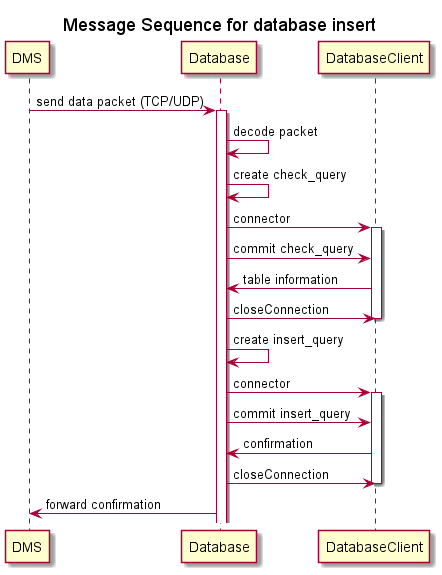 Message Sequence for database insert
DMS Database DatabaseClient
send data packet (TCP/UDP)
decode packet
create check_query
connector
commit check_query
table information
closeConnection
create insert_query
connector
commit insert_query
confirmation
closeConnection
forward confirmation
DMS Database DatabaseClient